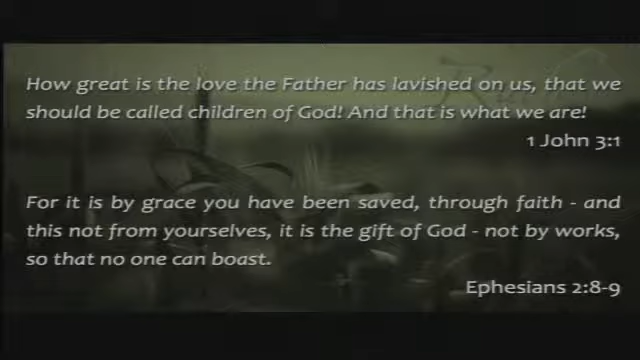 How great is the love the Father has lavished on us, that we
should be called children of God! And that is what we are!
1 John 3:1
For it is by grace you have been saved, through faith - and
this not from yourselves, it is the gift of God - not by works,
so that no one can boast.
Ephesians 2:8-9